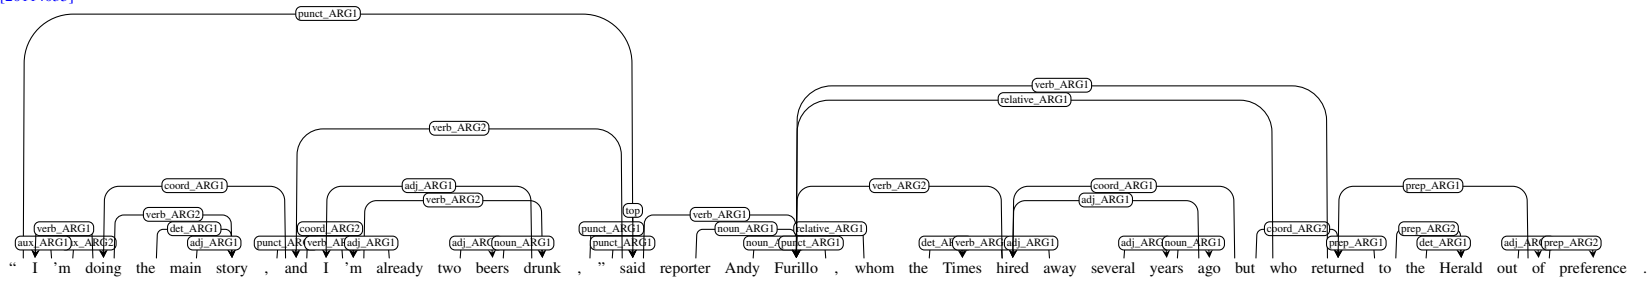 punct_ARG1
verb_ARG1
relative_ARG1
verb_ARG2
coord_ARG1 adj_ARG1 verb_ARG2 coord_ARG1 prep_ARG1
verb_ARG2 adj_ARG1
verb_ARG2 top verb_ARG1
verb_ARG1 det_ARG1 coord_ARG2 punct_ARG1 noun_ARG1 relative_ARG1 coord_ARG2 prep_ARG2
aux_ARG1 adj_ARG1 adj_ARG1 noun_ARG1 punct_ARG1 punct_ARG1 adj_ARG1 noun_ARG1 prep_ARG1 det_ARG1 prep_ARG2
“ I 'm doing the main story , and I 'm already two beers drunk , ” said reporter Andy Furillo , whom the Times hired away several years ago but who returned to the Herald out of preference .